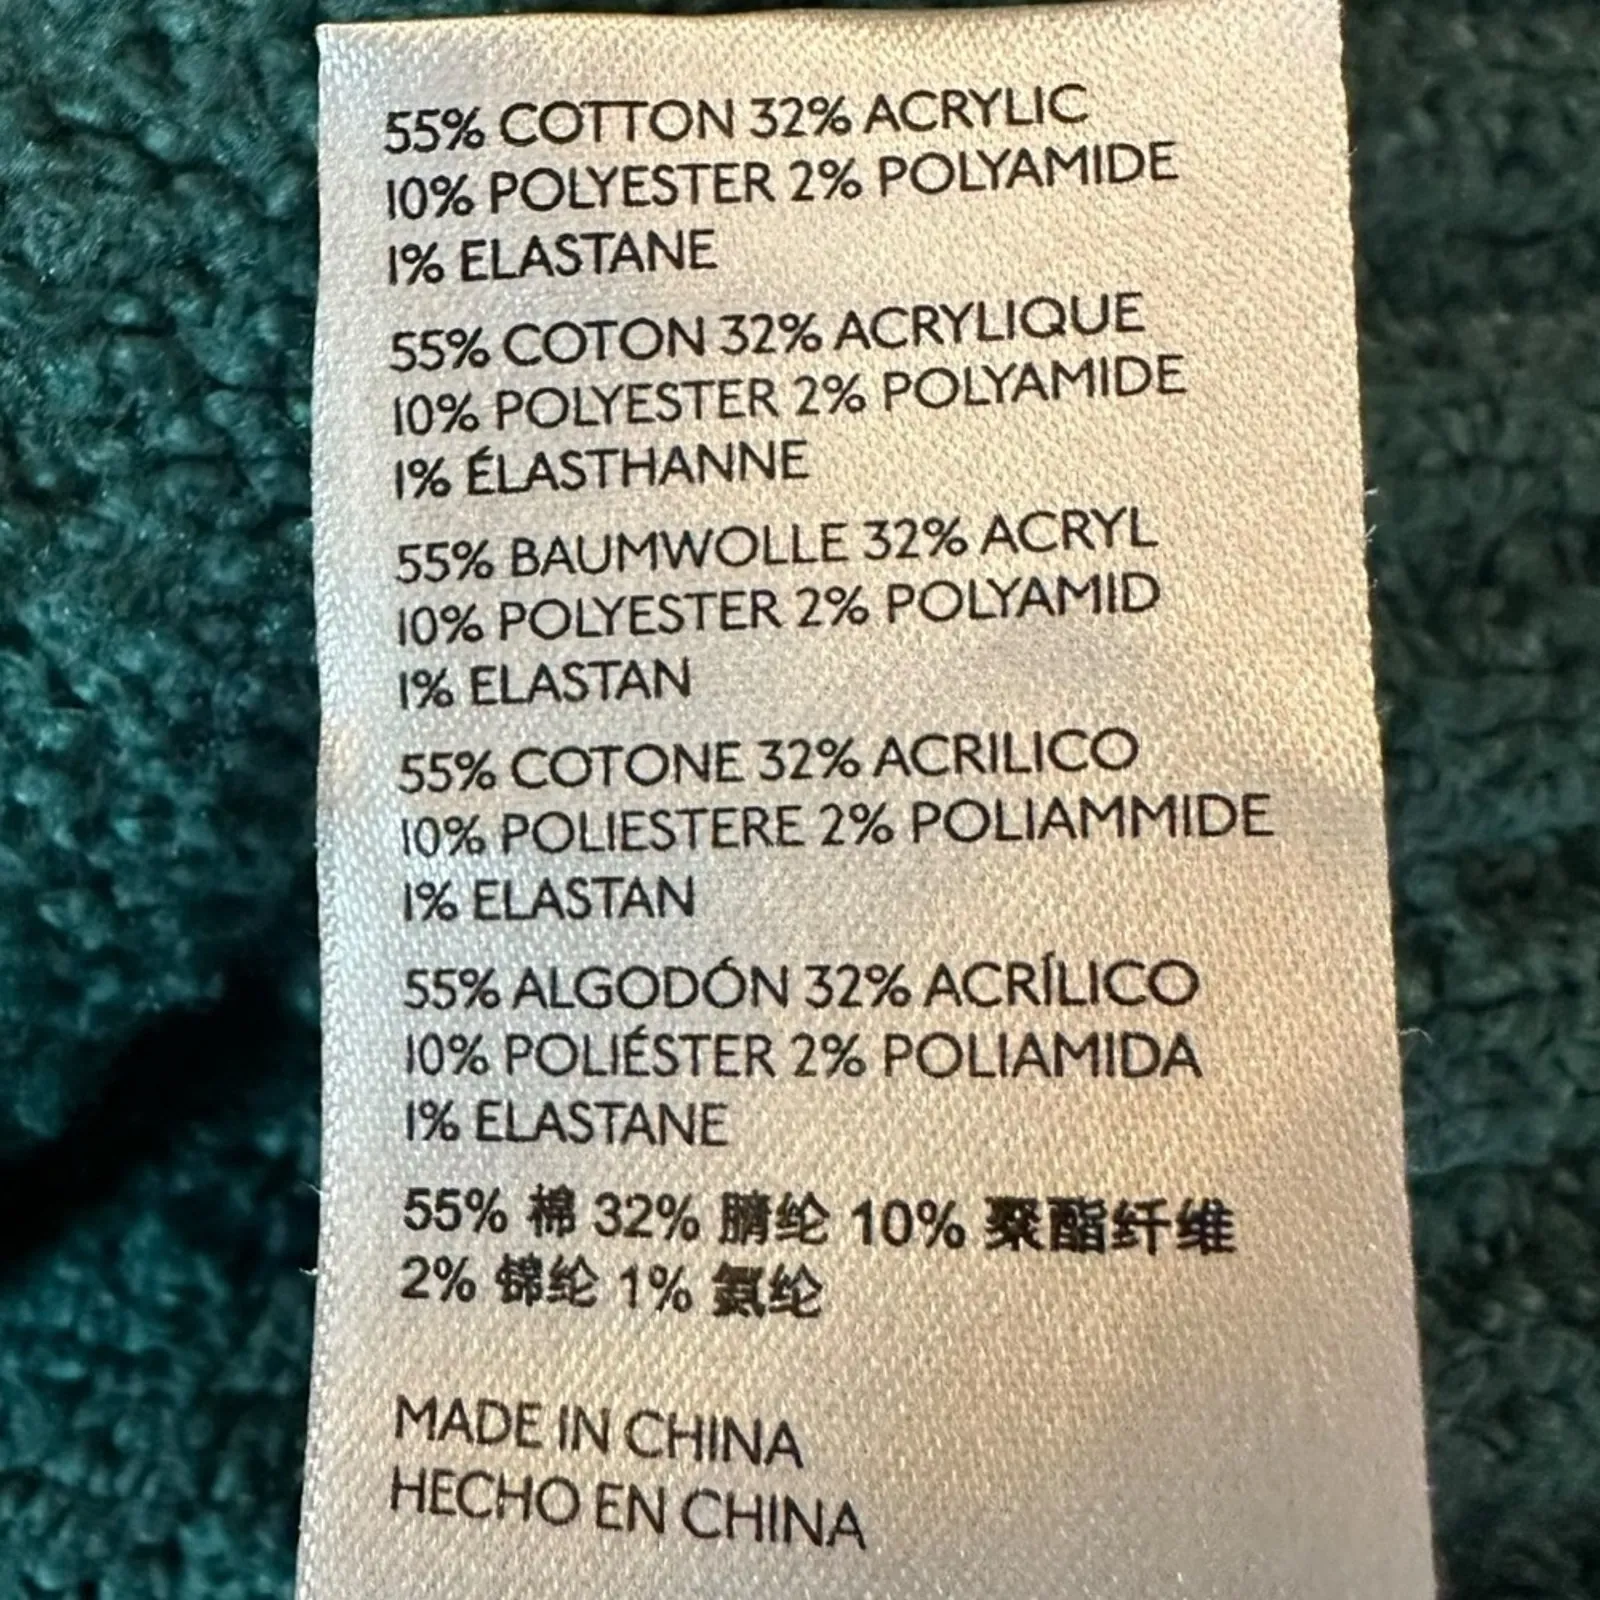 55% COTTON 32% ACRYLIC
10% POLYESTER 2% POLYAMIDE
1% ELASTANE
55% COTON 32% ACRYLIQUE
10% POLYESTER 2% POLYAMIDE
1% ÉLASTHANNE
55% BAUMWOLLE 32% ACRYL
10% POLYESTER 2% POLYAMID
1% ELASTAN
55% COTONE 32% ACRILICO
10% POLIESTERE 2% POLIAMMIDE
1% ELASTAN
55% ALGODÓN 32% ACRÍLICO
10% POLIÉSTER 2% POLIAMIDA
1% ELASTANE
55% 棉 32% 腈纶 10% 聚酯纤维
2% 锦纶 1% 氨纶
MADE IN CHINA
HECHO EN CHINA